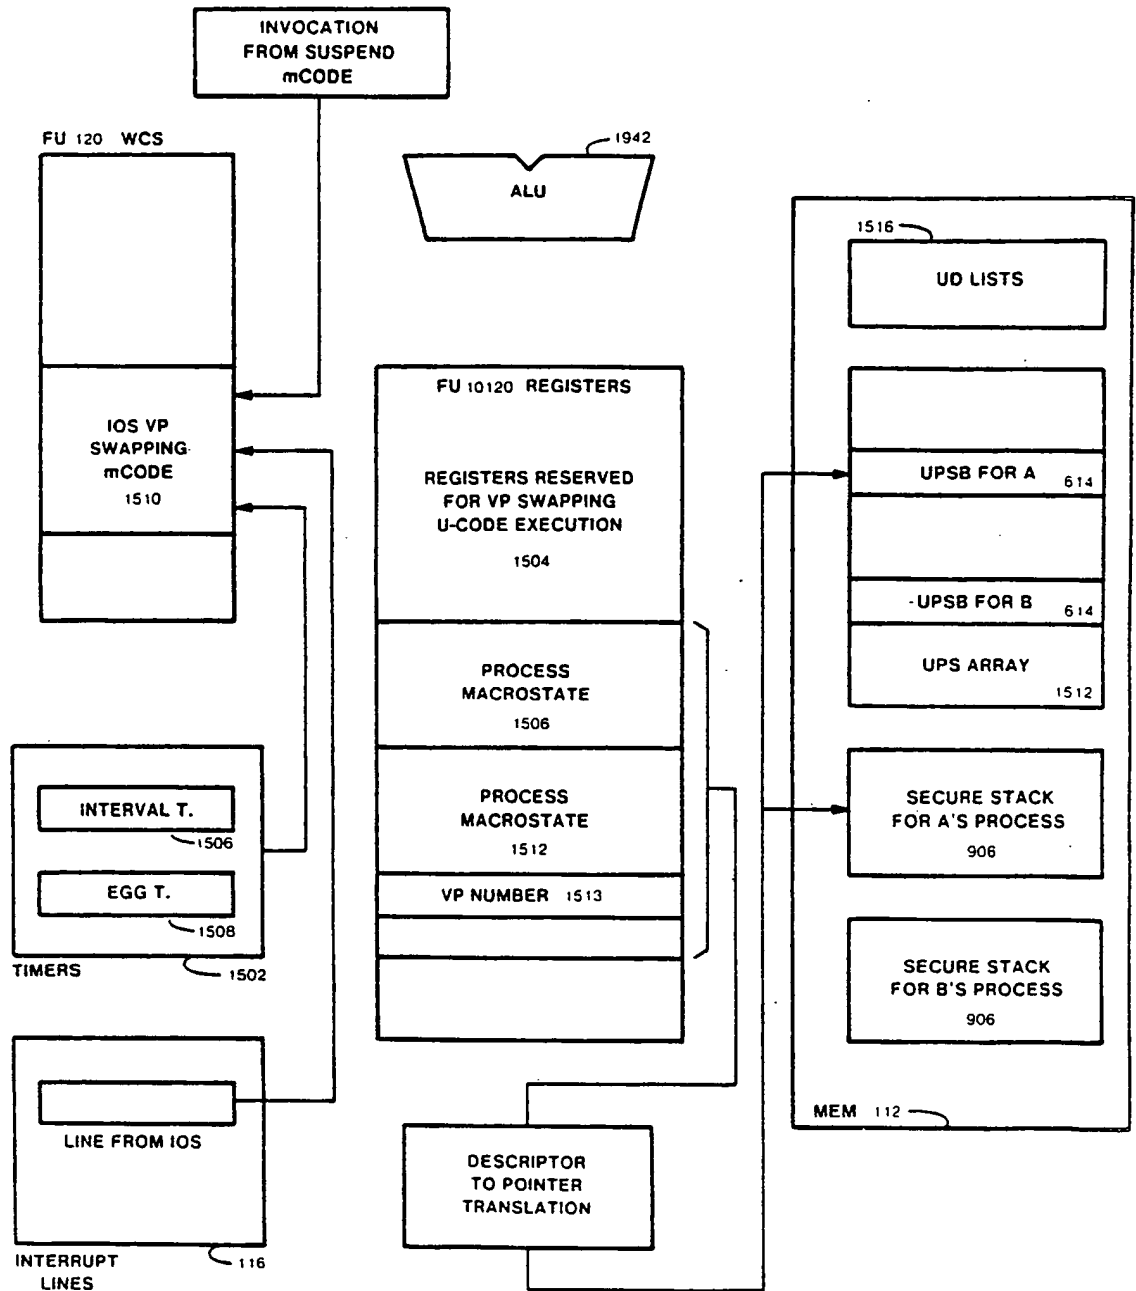 INVOCATION
FROM SUSPEND
mCODE
FU 120 WCS
1942
ALU
1516
UD LISTS
FU 10120 REGISTERS
IOS VP
SWAPPING
mCODE
1510
REGISTERS RESERVED
FOR VP SWAPPING
U-CODE EXECUTION
1504
UPSB FOR A 614
UPSB FOR B 614
UPS ARRAY
1512
PROCESS
MACROSTATE
1506
PROCESS
MACROSTATE
1512
VP NUMBER 1513
INTERVAL T.
1506
EGG T.
1508
TIMERS
1502
SECURE STACK
FOR A'S PROCESS
906
SECURE STACK
FOR B'S PROCESS
906
MEM 112
LINE FROM IOS
INTERRUPT
LINES
116
DESCRIPTOR
TO POINTER
TRANSLATION